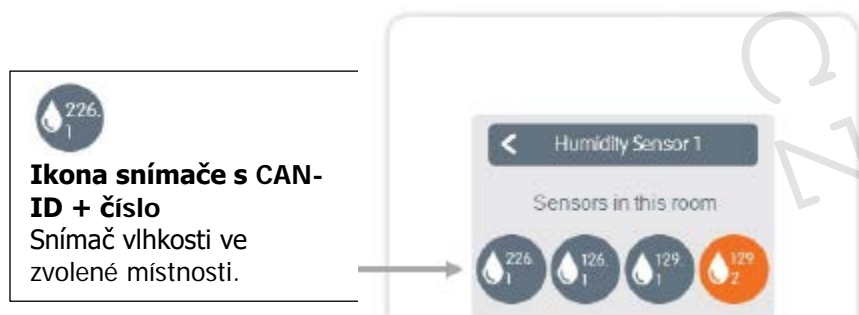 226.
1
Ikona snímače s CAN-
ID + číslo
Snímač vlhkosti ve
zvolené místnosti.
Humidity Sensor 1
Sensors in this room
226.
1
126.
1
129.
1
129
2